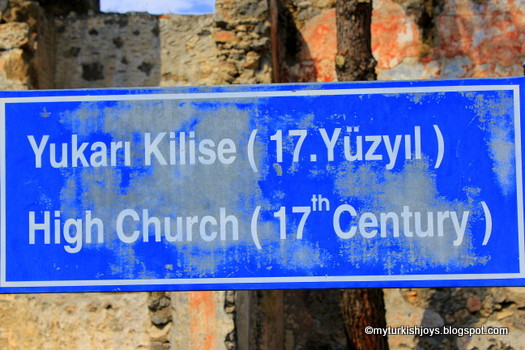 Yukarı Kilise ( 17.Yüzyıl )
High Church ( 17th Century )
©myturkishjoys.blogspot.com